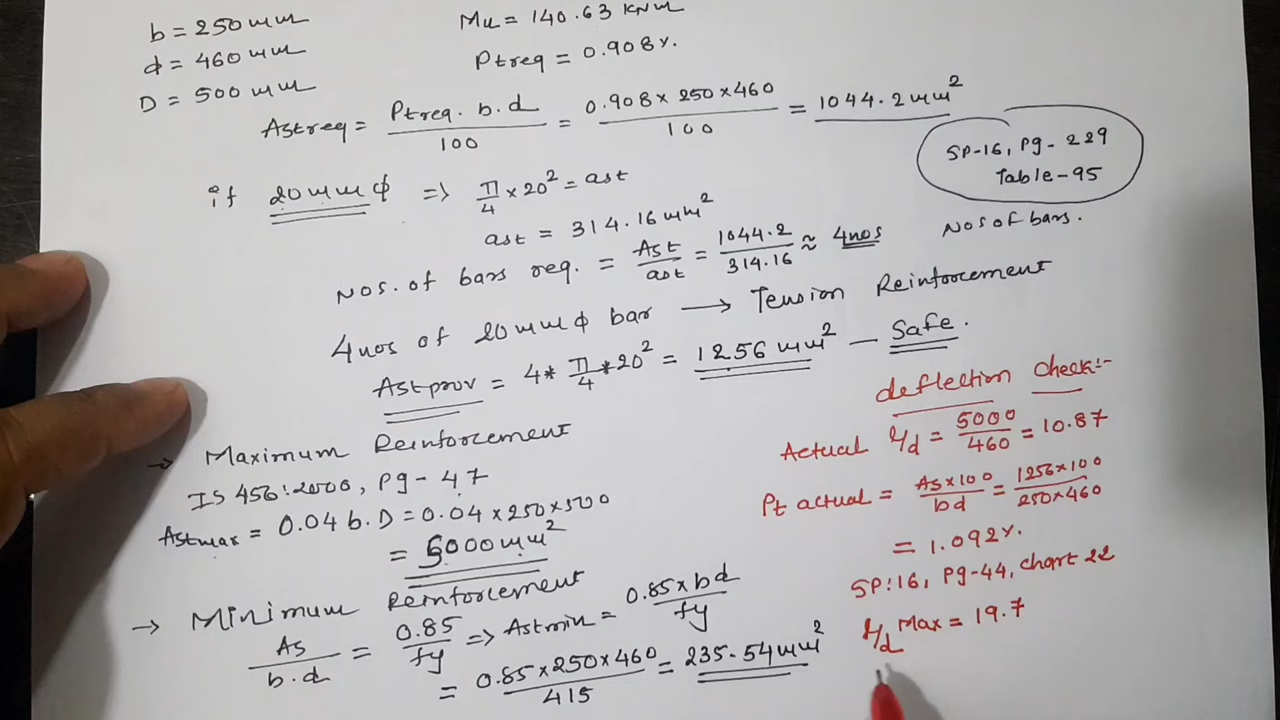 b = 250 mm
d = 460 mm
D = 500 mm
Mu = 140.63 KNm
Ptreq = 0.908%.
Astreq = Ptreq. b.d / 100 = 0.908 x 250 x 460 / 100 = 1044.2 mm²
SP-16, Pg- 229
Table-95
if 20mm ϕ => π/4 x 20² = ast
ast = 314.16 mm²
Nos. of bars req. = Ast/ast = 1044.2/314.16 ≈ 4nos
Nos of bars.
4nos of 20mm ϕ bar → Tension Reinforcement
Ast prov = 4* π/4 *20² = 1256 mm² - Safe.
→ Maximum Reinforcement
IS 456:2000, Pg- 47
Astmax = 0.04 b.D = 0.04 x 250 x 500
= 5000 mm²
→ Minimum Reinforcement
As/b.d = 0.85/fy => Astmin = 0.85 x bd/fy
= 0.85 x 250 x 460/415 = 235.54 mm²
deflection check:-
Actual l/d = 5000/460 = 10.87
Pt actual = As x 100/bd = 1256 x 100/250 x 460
= 1.092%.
SP:16, Pg-44, chart 22
l/d Max = 19.7